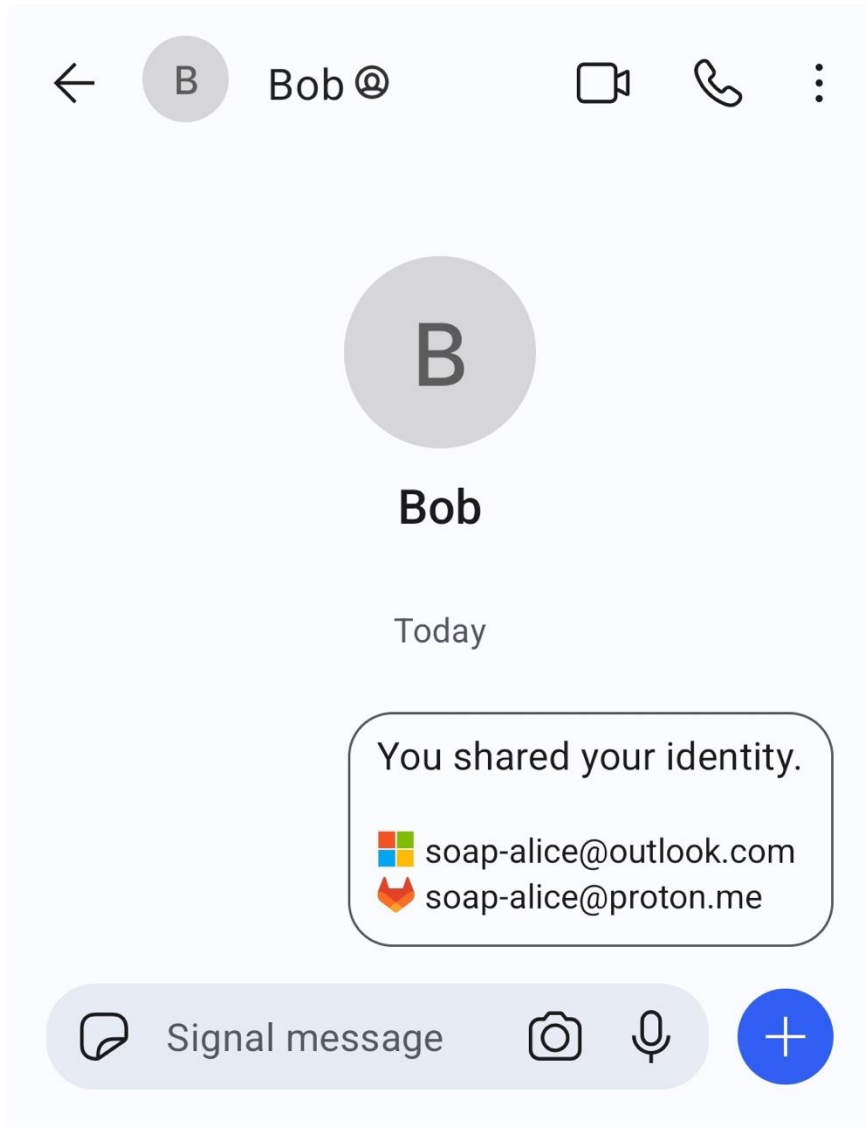 B
Bob
B
Bob
Today
You shared your identity.
soap-alice@outlook.com
soap-alice@proton.me
Signal message